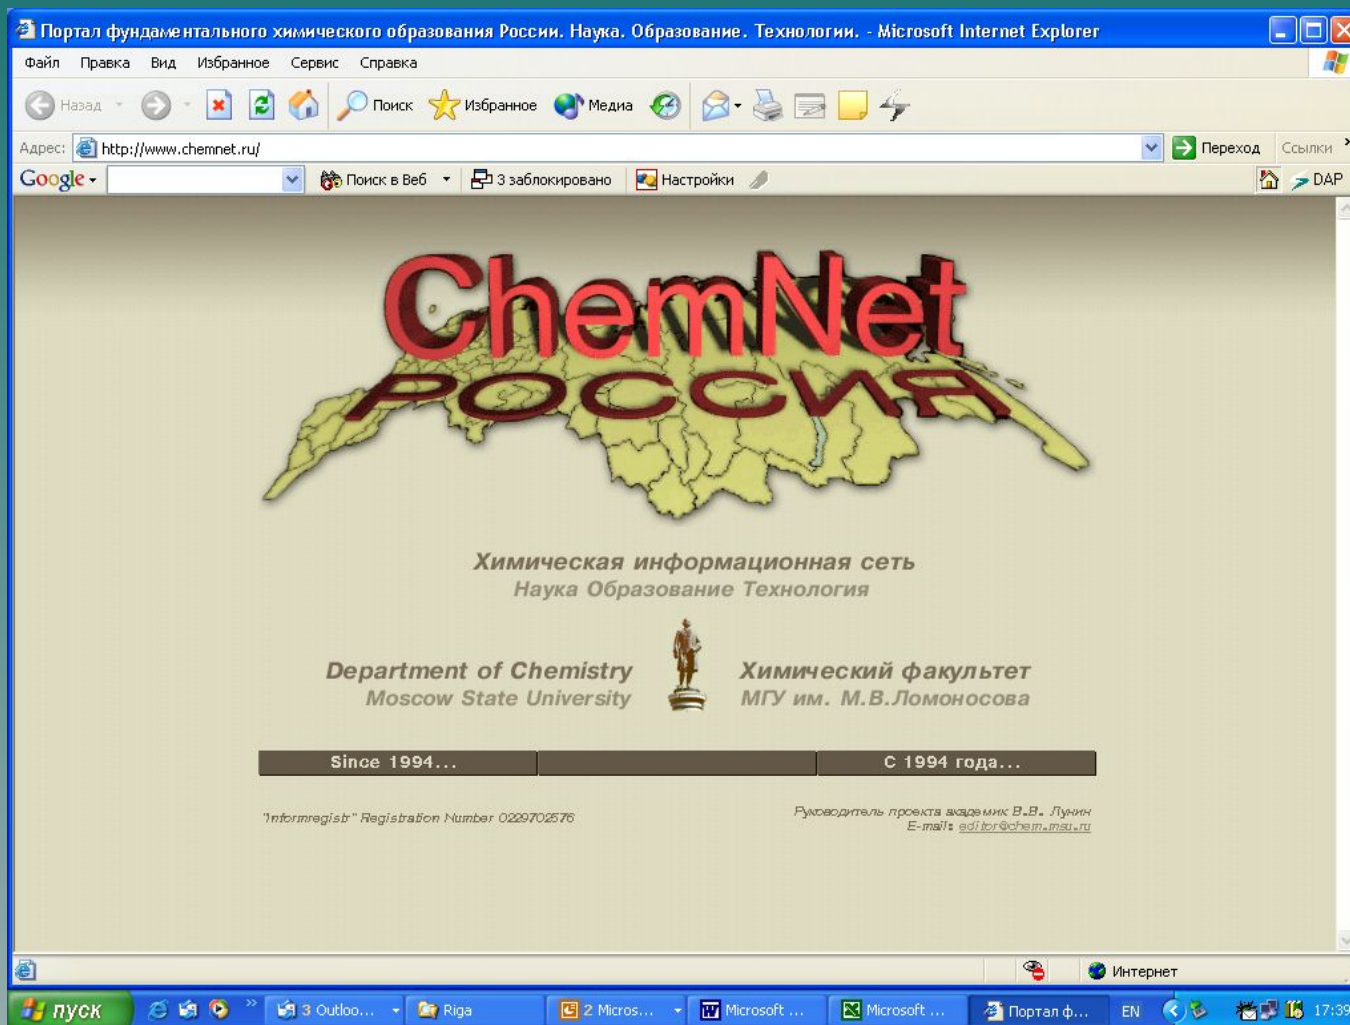 Портал фундаментального химического образования России. Наука. Образование. Технологии. - Microsoft Internet Explorer
Файл Правка Вид Избранное Сервис Справка
Назад Поиск Избранное Медиа
Адрес: http://www.chemnet.ru/ Переход Ссылки
Google Поиск в Веб 3 заблокировано Настройки DAP
ChemNet
РОССИЯ
Химическая информационная сеть
Наука Образование Технология
Department of Chemistry Химический факультет
Moscow State University МГУ им. М.В.Ломоносова
Since 1994... С 1994 года...
"Informregistr" Registration Number 0229702576 Руководитель проекта академик В.В. Лунин
E-mail: editor@chem.msu.ru
Интернет
пуск 3 Outloo... Riga 2 Micros... Microsoft ... Microsoft ... Портал ф... EN 17:39